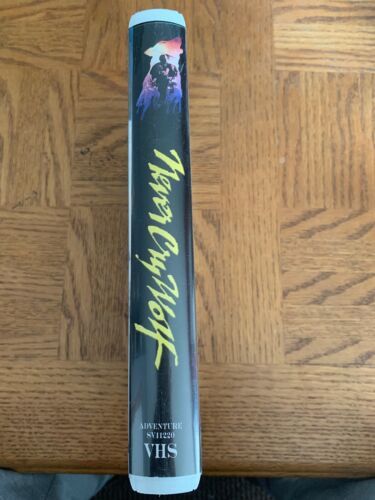 Never Cry Wolf
ADVENTURE
SV11220
VHS